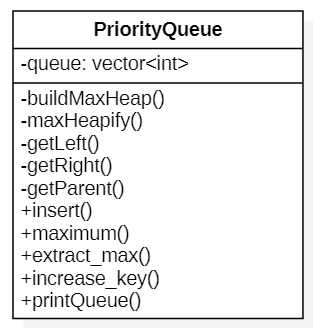 PriorityQueue
-queue: vector<int>
-buildMaxHeap()
-maxHeapify()
-getLeft()
-getRight()
-getParent()
+insert()
+maximum()
+extract_max()
+increase_key()
+printQueue()